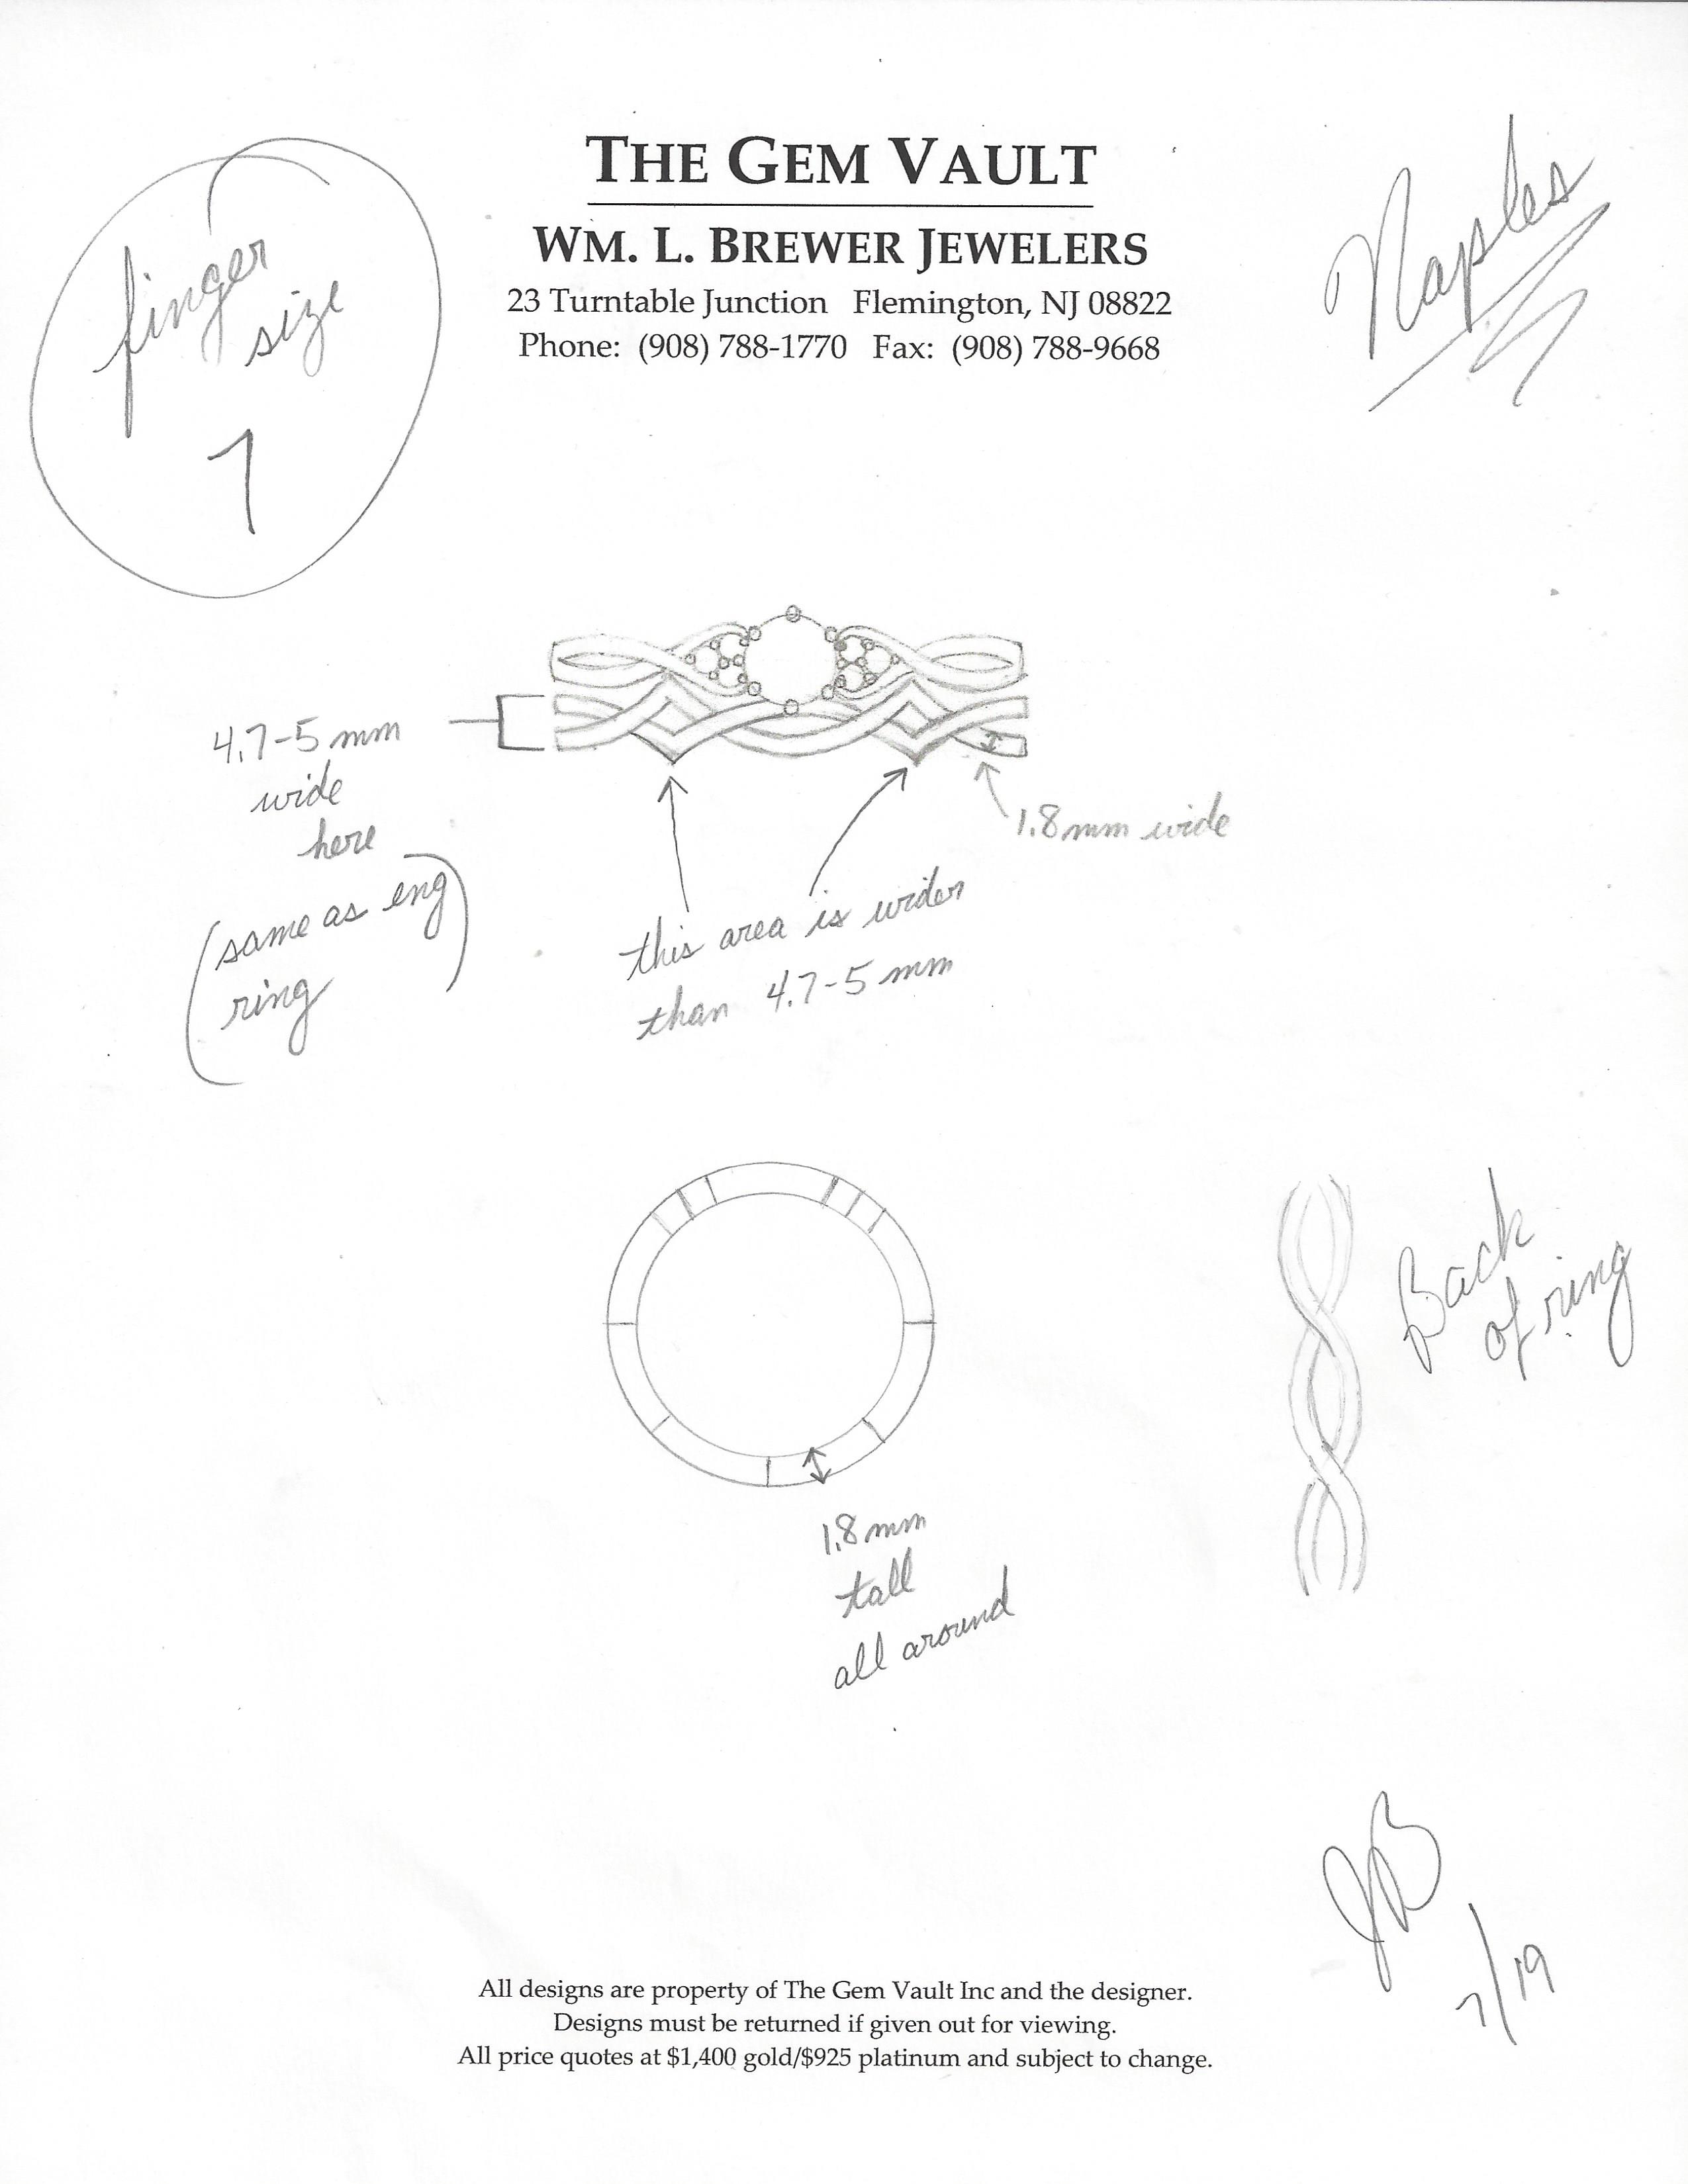 THE GEM VAULT
WM. L. BREWER JEWELERS
23 Turntable Junction Flemington, NJ 08822
Phone: (908) 788-1770 Fax: (908) 788-9668
finger
size
7
Naples
4.7-5 mm
wide
here
(same as eng
ring)
1.8mm wide
this area is wider
than 4.7-5 mm
Back
of ring
1.8 mm
tall
all around
JB
7/19
All designs are property of The Gem Vault Inc and the designer.
Designs must be returned if given out for viewing.
All price quotes at $1,400 gold/$925 platinum and subject to change.